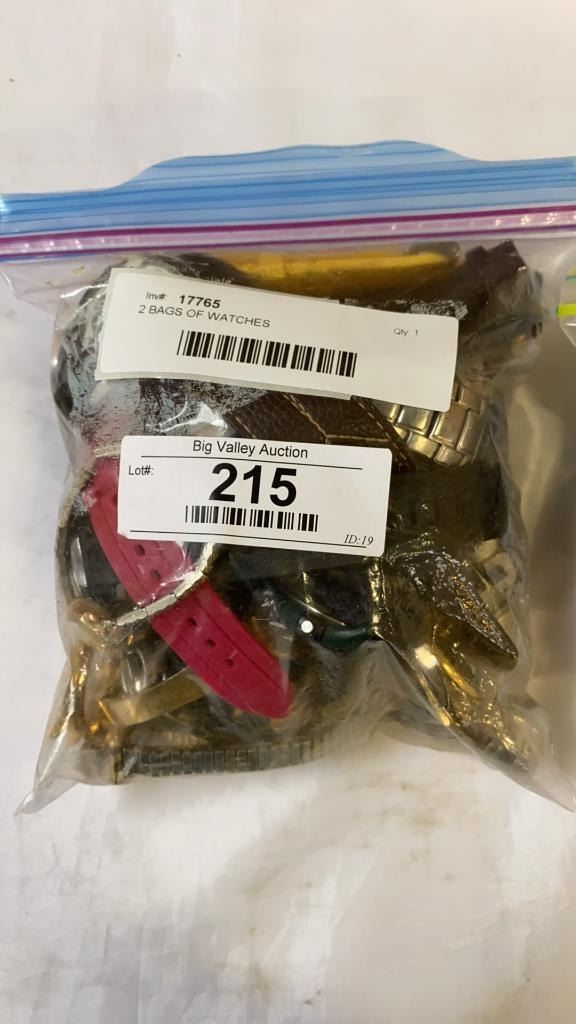 Inv#: 17765
2 BAGS OF WATCHES
Qty: 1
Big Valley Auction
Lot#:
215
ID:19